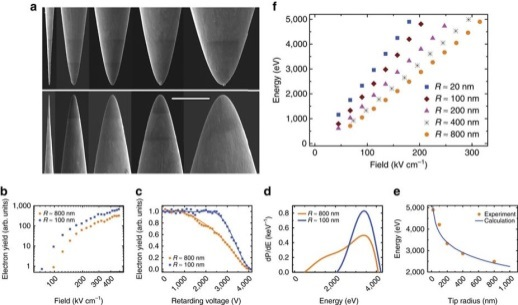 a
f
5,000
4,000
3,000
2,000
1,000
0
Energy (eV)
R ≈ 20 nm
R ≈ 100 nm
R ≈ 200 nm
R ≈ 400 nm
R ≈ 800 nm
0 50 100 150 200 250 300
Field (kV cm⁻¹)
b
1,000
100
10
1
Electron yield (arb. units)
R ≈ 800 nm
R ≈ 100 nm
100 200 300 400
Field (kV cm⁻¹)
c
1.0
0.8
0.6
0.4
0.2
0.0
Electron yield (arb. units)
R ≈ 800 nm
R ≈ 100 nm
0 1,000 2,000 3,000 4,000
Retarding voltage (V)
d
0.8
0.4
0.0
dP/dE (keV⁻¹)
R ≈ 800 nm
R ≈ 100 nm
0 2,000 4,000
Energy (eV)
e
5,000
4,000
3,000
2,000
Energy (eV)
Experiment
Calculation
0 200 400 600 800 1,000
Tip radius (nm)